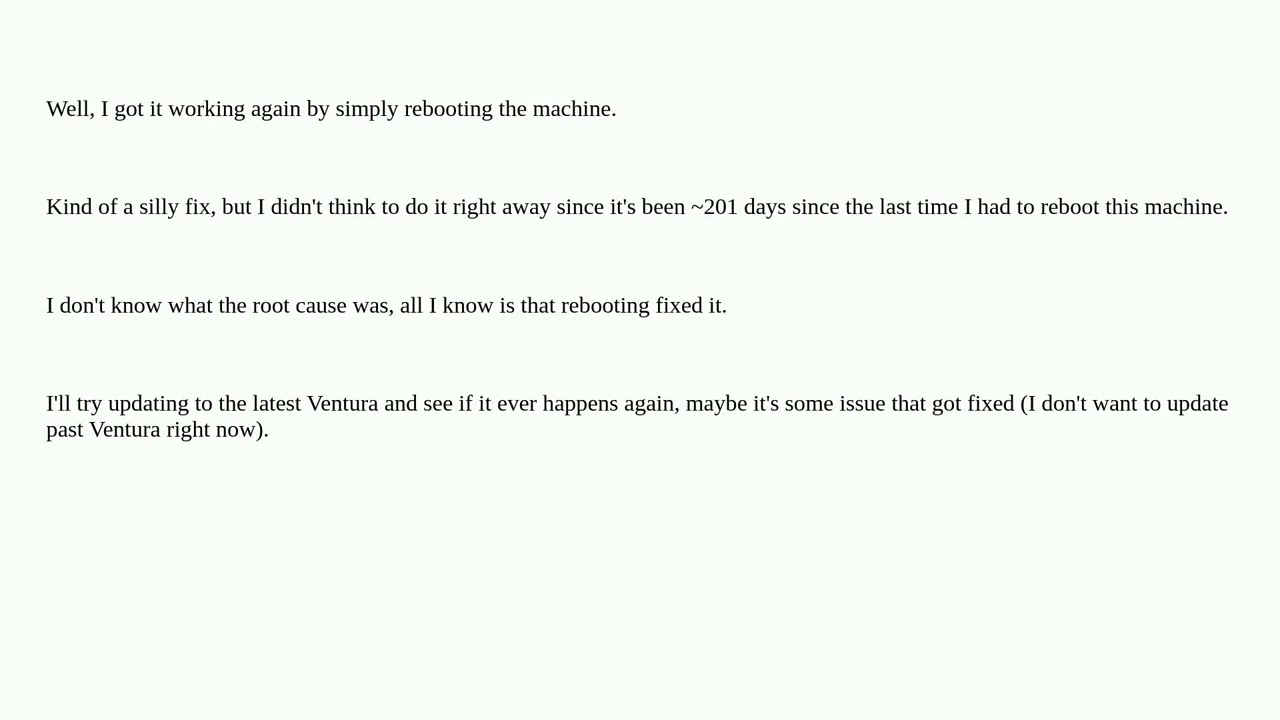 Well, I got it working again by simply rebooting the machine.
Kind of a silly fix, but I didn't think to do it right away since it's been ~201 days since the last time I had to reboot this machine.
I don't know what the root cause was, all I know is that rebooting fixed it.
I'll try updating to the latest Ventura and see if it ever happens again, maybe it's some issue that got fixed (I don't want to update
past Ventura right now).